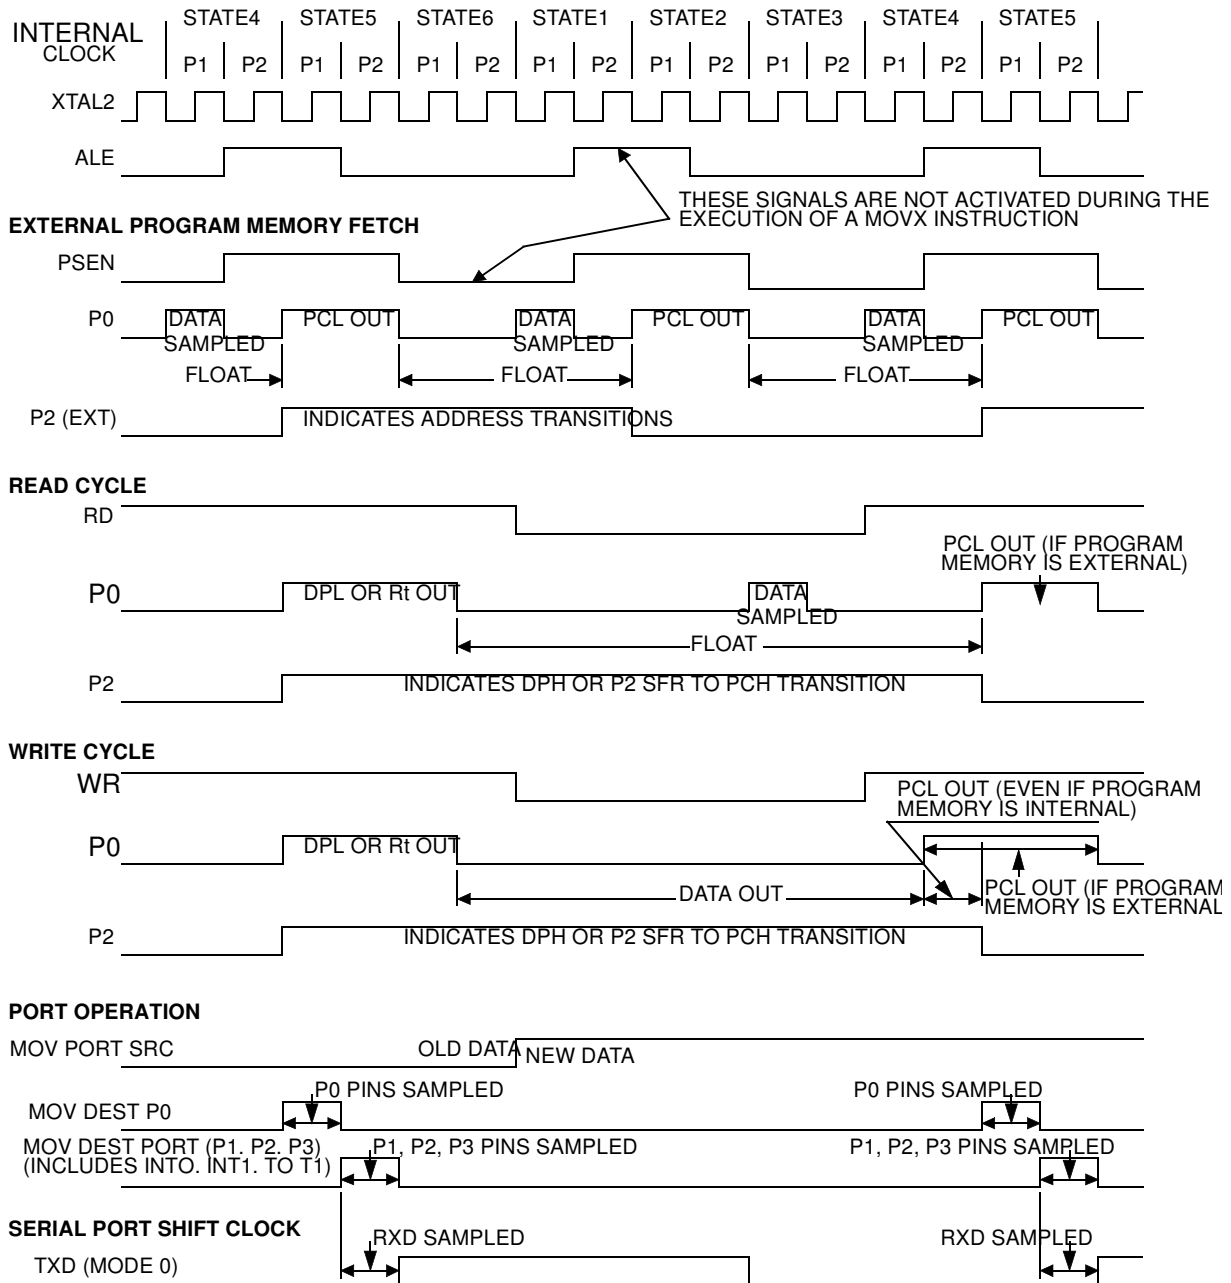 STATE4 STATE5 STATE6 STATE1 STATE2 STATE3 STATE4 STATE5
INTERNAL
CLOCK
P1 P2 P1 P2 P1 P2 P1 P2 P1 P2 P1 P2 P1 P2 P1 P2
XTAL2
ALE
THESE SIGNALS ARE NOT ACTIVATED DURING THE
EXECUTION OF A MOVX INSTRUCTION
EXTERNAL PROGRAM MEMORY FETCH
PSEN
P0 DATA PCL OUT DATA PCL OUT DATA PCL OUT
SAMPLED SAMPLED SAMPLED
FLOAT FLOAT FLOAT
P2 (EXT) INDICATES ADDRESS TRANSITIONS
READ CYCLE
RD
PCL OUT (IF PROGRAM
MEMORY IS EXTERNAL)
P0 DPL OR Rt OUT DATA
SAMPLED
FLOAT
P2 INDICATES DPH OR P2 SFR TO PCH TRANSITION
WRITE CYCLE
WR
PCL OUT (EVEN IF PROGRAM
MEMORY IS INTERNAL)
P0 DPL OR Rt OUT
DATA OUT
PCL OUT (IF PROGRAM
MEMORY IS EXTERNAL
P2 INDICATES DPH OR P2 SFR TO PCH TRANSITION
PORT OPERATION
MOV PORT SRC OLD DATA NEW DATA
P0 PINS SAMPLED P0 PINS SAMPLED
MOV DEST P0
MOV DEST PORT (P1. P2. P3) P1, P2, P3 PINS SAMPLED P1, P2, P3 PINS SAMPLED
(INCLUDES INTO. INT1. TO T1)
SERIAL PORT SHIFT CLOCK
RXD SAMPLED RXD SAMPLED
TXD (MODE 0)